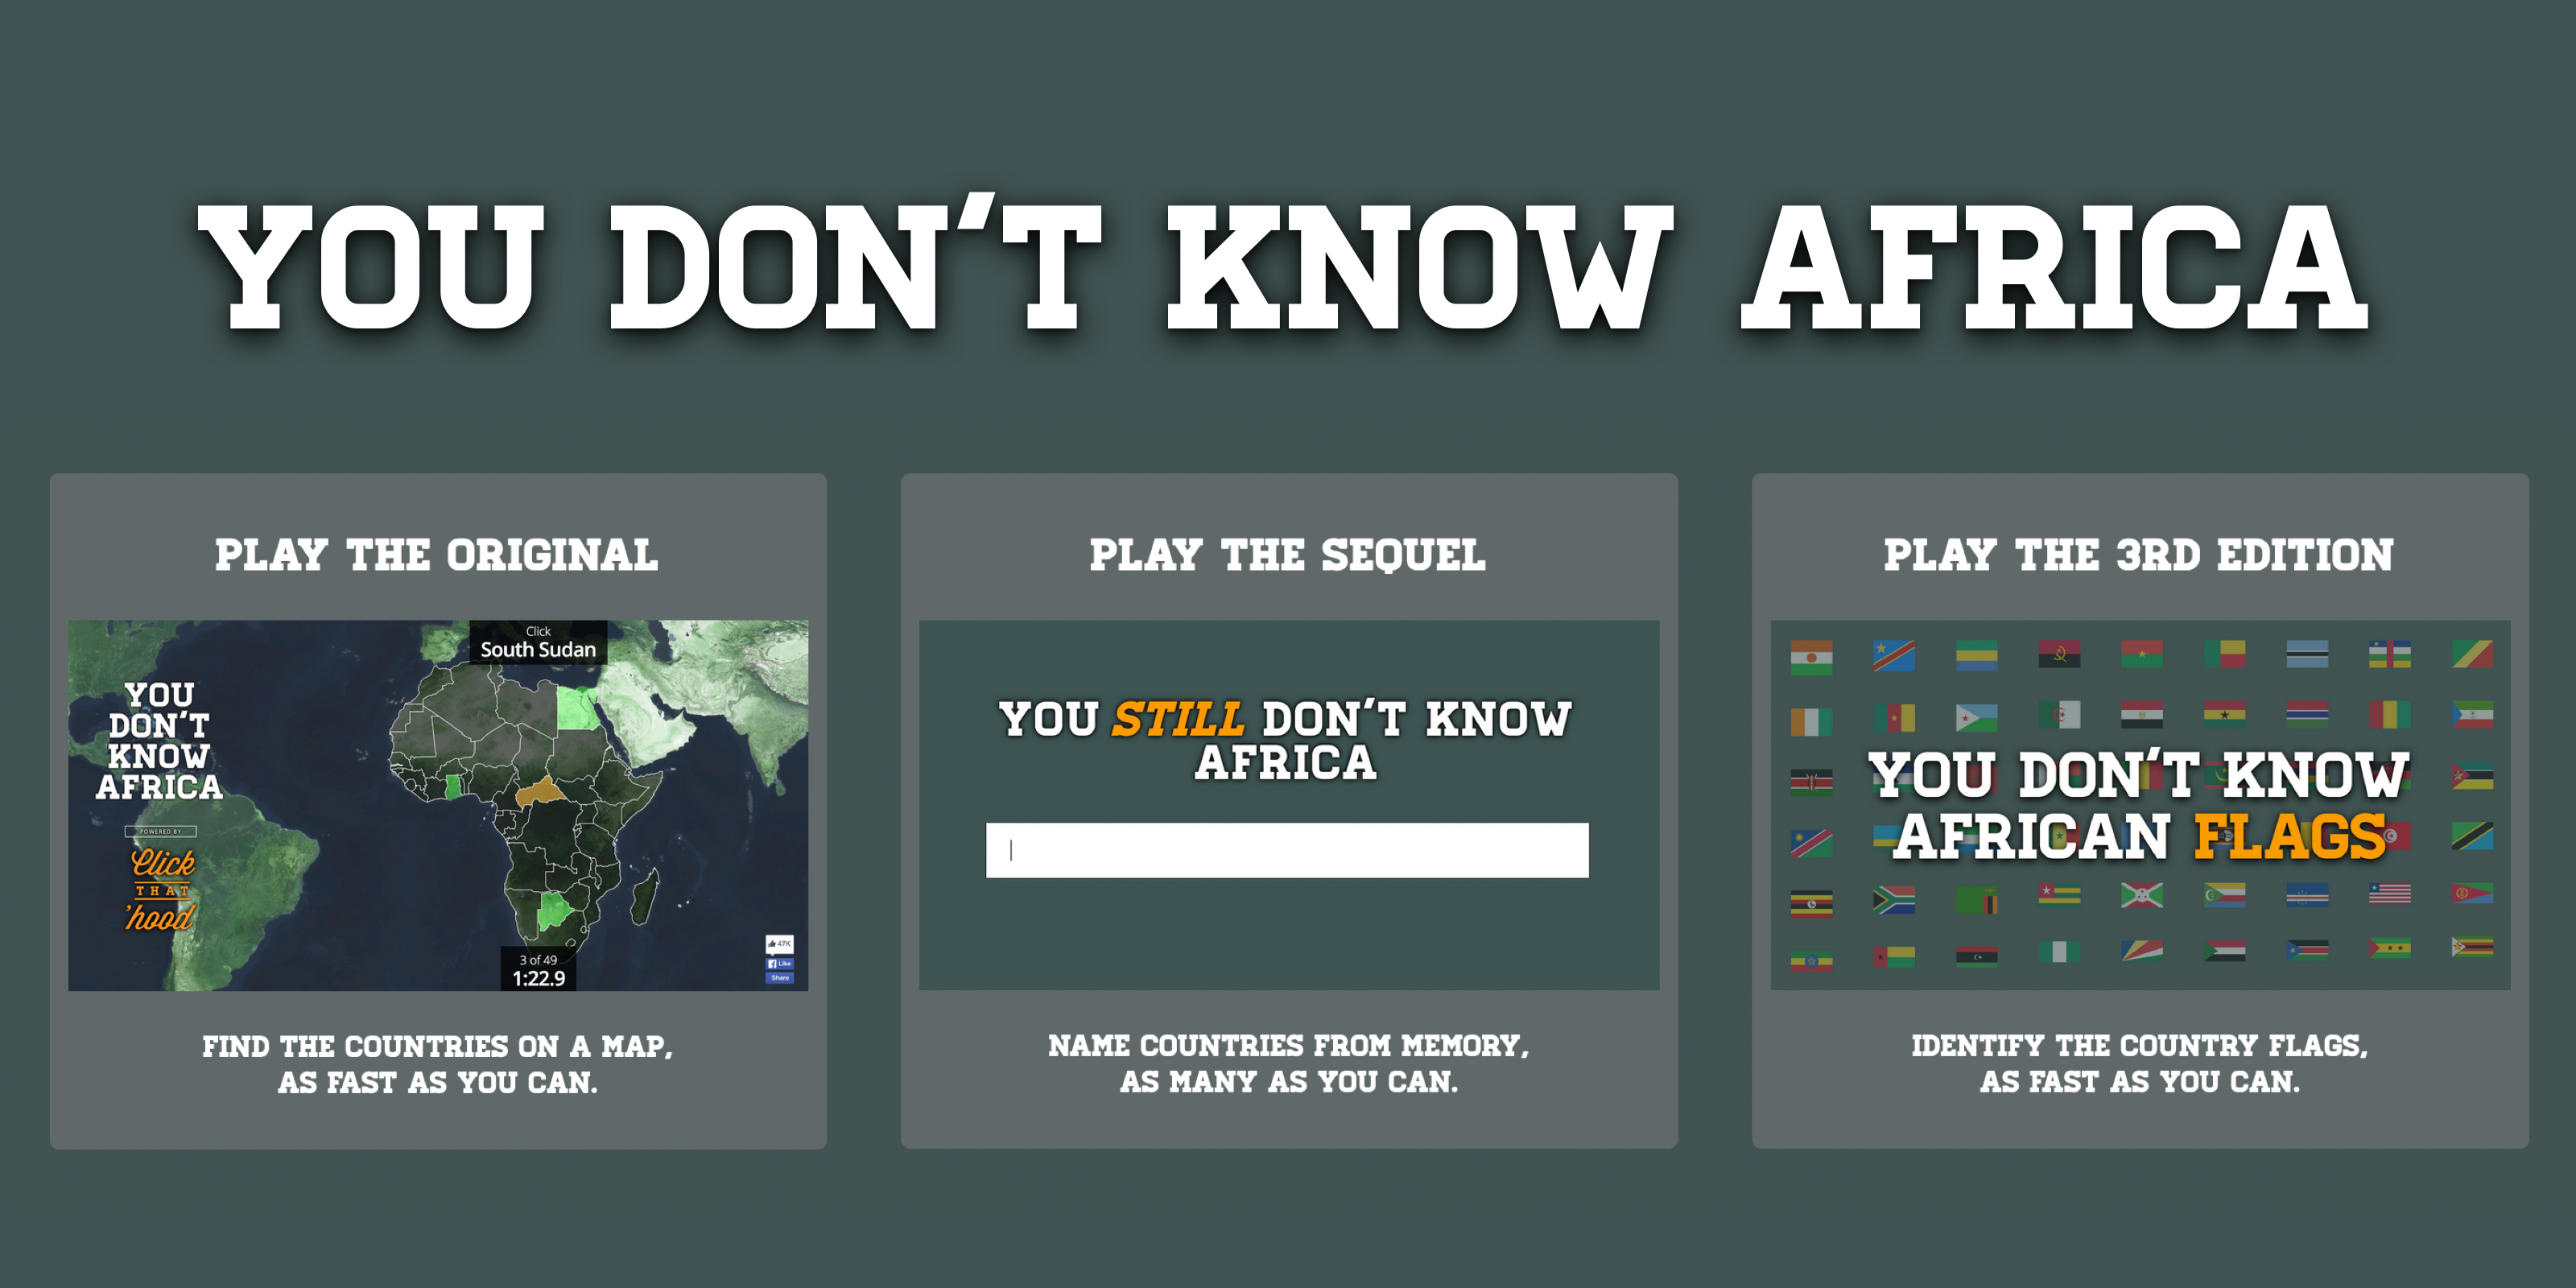 YOU DON'T KNOW AFRICA
PLAY THE ORIGINAL
Click
South Sudan
YOU
DON'T
KNOW
AFRICA
POWERED BY
Click
THAT
'hood
3 of 49
1:22.9
47K
Like
Share
FIND THE COUNTRIES ON A MAP,
AS FAST AS YOU CAN.
PLAY THE SEQUEL
YOU STILL DON'T KNOW
AFRICA
NAME COUNTRIES FROM MEMORY,
AS MANY AS YOU CAN.
PLAY THE 3RD EDITION
YOU DON'T KNOW
AFRICAN FLAGS
IDENTIFY THE COUNTRY FLAGS,
AS FAST AS YOU CAN.